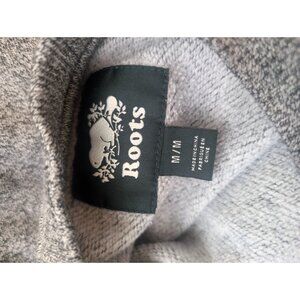 Roots
M/M
MADE IN CHINA
FABRIQUÉ EN
CHINE